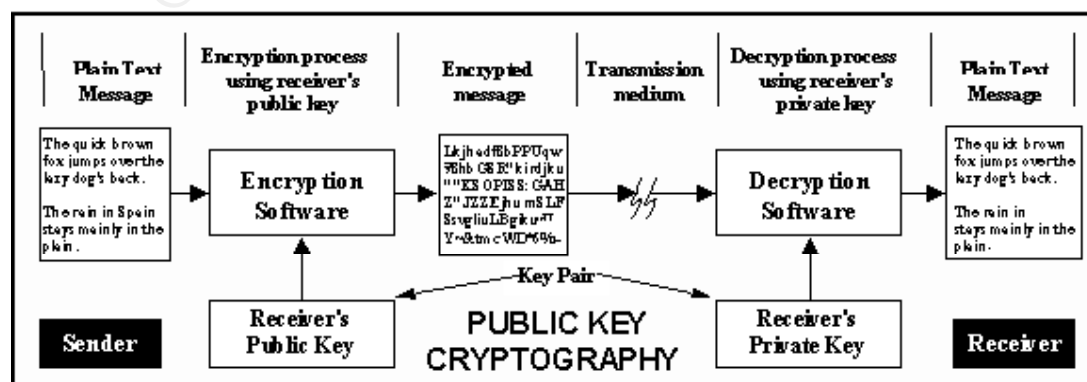 Plain Text
Message
Encryption process
using receiver's
public key
Encrypted
message
Transmission
medium
Decryption process
using receiver's
private key
Plain Text
Message
The quick brown
fox jumps over the
lazy dog's back.
The rain in Spain
stays mainly in the
plain.
Encryption
Software
Decryption
Software
The quick brown
fox jumps over the
lazy dog's back.
The rain in
stays mainly in the
plain.
Key Pair
Sender
Receiver's
Public Key
PUBLIC KEY
CRYPTOGRAPHY
Receiver's
Private Key
Receiver